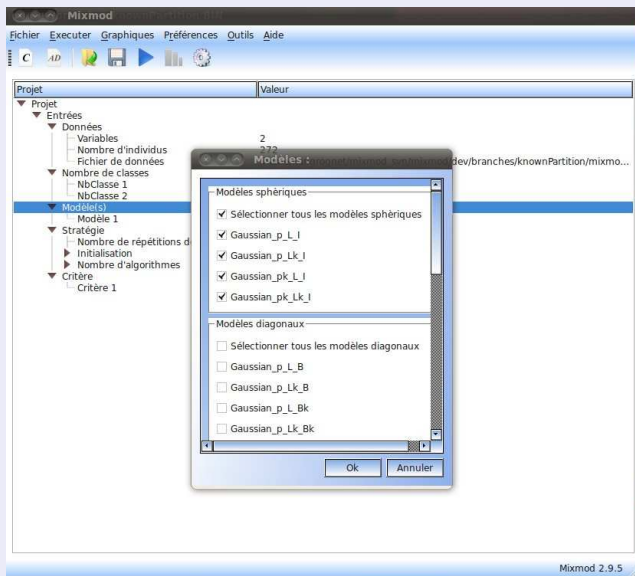 Mixmod
Fichier Executer Graphiques Préférences Outils Aide
C AD
Projet Valeur
Projet
Entrées
Données
Variables 2
Nombre d'individus 272
Fichier de données dev/branches/knownPartition/mixmo...
Nombre de classes
NbClasse 1
NbClasse 2
Modèle(s)
Modèle 1
Stratégie
Nombre de répétitions d
Initialisation
Nombre d'algorithmes
Critère
Critère 1
Modèles :
Modèles sphèriques
Sélectionner tous les modèles sphèriques
Gaussian_p_L_I
Gaussian_p_Lk_I
Gaussian_pk_L_I
Gaussian_pk_Lk_I
Modèles diagonaux
Sélectionner tous les modèles diagonaux
Gaussian_p_L_B
Gaussian_p_Lk_B
Gaussian_p_L_Bk
Gaussian_p_Lk_Bk
Ok Annuler
Mixmod 2.9.5